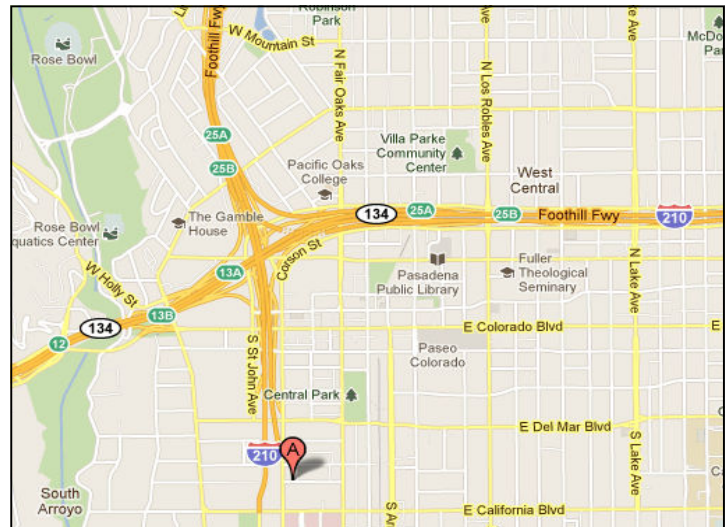 Robinson
Park
W Mountain St
Rose Bowl
Foothill Fwy
N Fair Oaks Ave
N Los Robles Ave
25A
Villa Parke
Community
Center
25B
Pacific Oaks
College
West
Central
134
25A
25B
Foothill Fwy
210
The Gamble
House
Rose Bowl
quatics Center
Corson St
13A
Pasadena
Public Library
Fuller
Theological
Seminary
N Lake Ave
W Holly St
13B
134
12
E Colorado Blvd
S St John Ave
Paseo
Colorado
Central Park
E Del Mar Blvd
S Lake Ave
210
A
South
Arroyo
E California Blvd